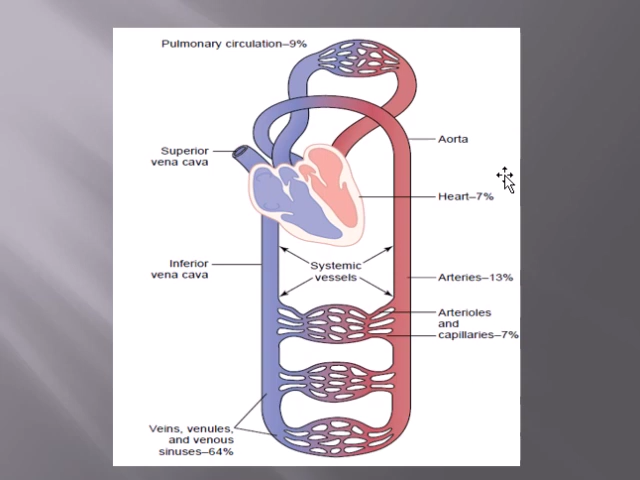 Pulmonary circulation–9%
Aorta
Superior
vena cava
Heart–7%
Inferior
vena cava
Systemic
vessels
Arteries–13%
Arterioles
and
capillaries–7%
Veins, venules,
and venous
sinuses–64%